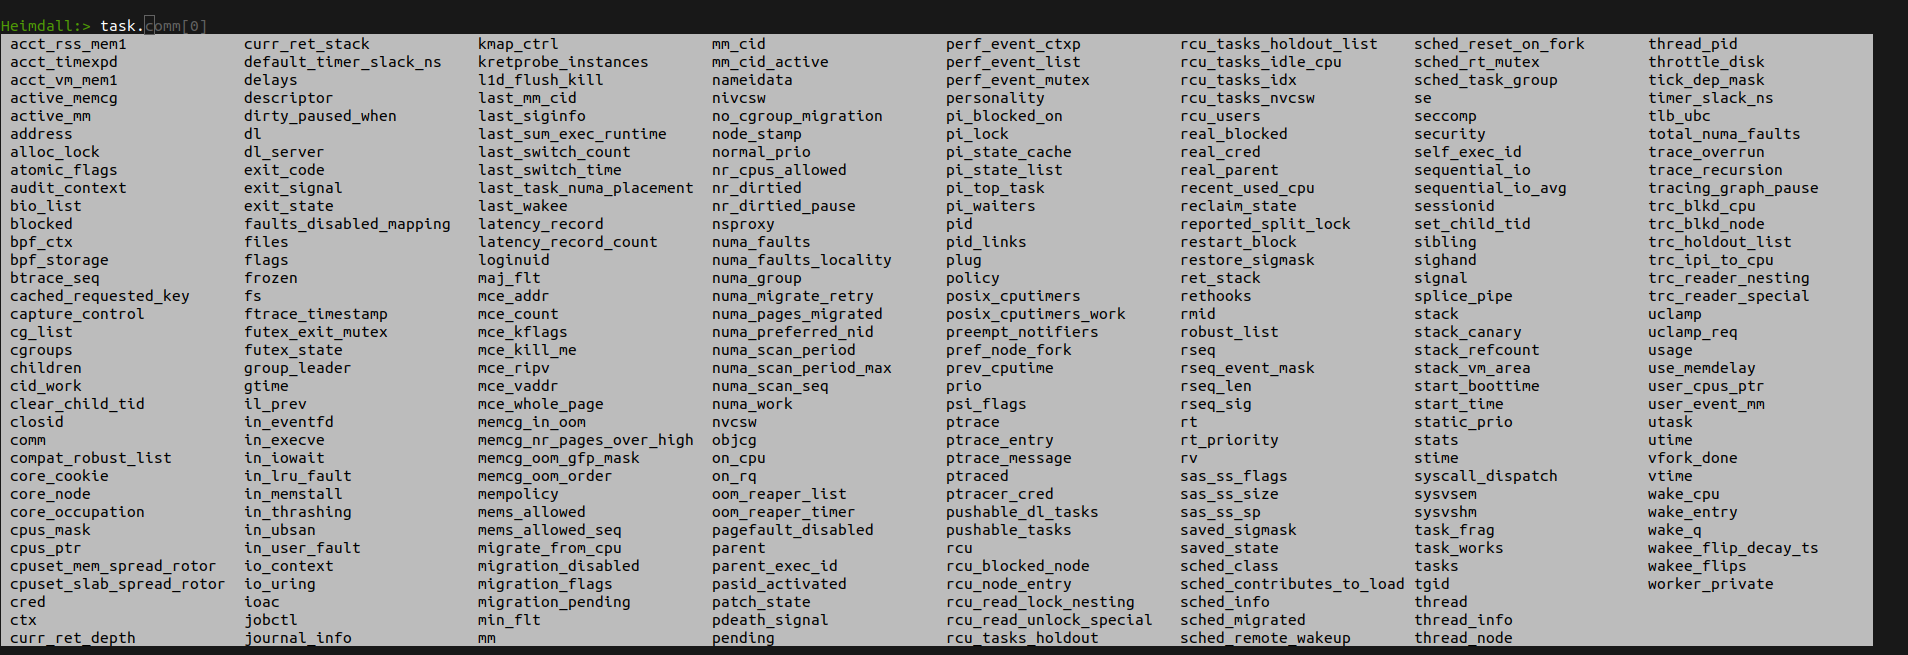 Heimdall:> task.comm[0]
acct_rss_mem1 curr_ret_stack kmap_ctrl mm_cid perf_event_ctxp rcu_tasks_holdout_list sched_reset_on_fork thread_pid
acct_timexpd default_timer_slack_ns kretprobe_instances mm_cid_active perf_event_list rcu_tasks_idle_cpu sched_rt_mutex throttle_disk
acct_vm_mem1 delays l1d_flush_kill nameidata perf_event_mutex rcu_tasks_idx sched_task_group tick_dep_mask
active_memcg descriptor last_mm_cid nivcsw personality rcu_tasks_nvcsw se timer_slack_ns
active_mm dirty_paused_when last_siginfo no_cgroup_migration pi_blocked_on rcu_users seccomp tlb_ubc
address dl last_sum_exec_runtime node_stamp pi_lock real_blocked security total_numa_faults
alloc_lock dl_server last_switch_count normal_prio pi_state_cache real_cred self_exec_id trace_overrun
atomic_flags exit_code last_switch_time nr_cpus_allowed pi_state_list real_parent sequential_io trace_recursion
audit_context exit_signal last_task_numa_placement nr_dirtied pi_top_task recent_used_cpu sequential_io_avg tracing_graph_pause
bio_list exit_state last_wakee nr_dirtied_pause pi_waiters reclaim_state sessionid trc_blkd_cpu
blocked faults_disabled_mapping latency_record nsproxy pid reported_split_lock set_child_tid trc_blkd_node
bpf_ctx files latency_record_count numa_faults pid_links restart_block sibling trc_holdout_list
bpf_storage flags loginuid numa_faults_locality plug restore_sigmask sighand trc_ipi_to_cpu
btrace_seq frozen maj_flt numa_group policy ret_stack signal trc_reader_nesting
cached_requested_key fs mce_addr numa_migrate_retry posix_cputimers rethooks splice_pipe trc_reader_special
capture_control ftrace_timestamp mce_count numa_pages_migrated posix_cputimers_work rmid stack uclamp
cg_list futex_exit_mutex mce_kflags numa_preferred_nid preempt_notifiers robust_list stack_canary uclamp_req
cgroups futex_state mce_kill_me numa_scan_period pref_node_fork rseq stack_refcount usage
children group_leader mce_ripv numa_scan_period_max prev_cputime rseq_event_mask stack_vm_area use_memdelay
cid_work gtime mce_vaddr numa_scan_seq prio rseq_len start_boottime user_cpus_ptr
clear_child_tid il_prev mce_whole_page numa_work psi_flags rseq_sig start_time user_event_mm
closid in_eventfd memcg_in_oom nvcsw ptrace rt static_prio utask
comm in_execve memcg_nr_pages_over_high objcg ptrace_entry rt_priority stats utime
compat_robust_list in_iowait memcg_oom_gfp_mask on_cpu ptrace_message rv stime vfork_done
core_cookie in_lru_fault memcg_oom_order on_rq ptraced sas_ss_flags syscall_dispatch vtime
core_node in_memstall mempolicy oom_reaper_list ptracer_cred sas_ss_size sysvsem wake_cpu
core_occupation in_thrashing mems_allowed oom_reaper_timer pushable_dl_tasks sas_ss_sp sysvshm wake_entry
cpus_mask in_ubsan mems_allowed_seq pagefault_disabled pushable_tasks saved_sigmask task_frag wake_q
cpus_ptr in_user_fault migrate_from_cpu parent rcu saved_state task_works wakee_flip_decay_ts
cpuset_mem_spread_rotor io_context migration_disabled parent_exec_id rcu_blocked_node sched_class tasks wakee_flips
cpuset_slab_spread_rotor io_uring migration_flags pasid_activated rcu_node_entry sched_contributes_to_load tgid worker_private
cred ioac migration_pending patch_state rcu_read_lock_nesting sched_info thread
ctx jobctl min_flt pdeath_signal rcu_read_unlock_special sched_migrated thread_info
curr_ret_depth journal_info mm pending rcu_tasks_holdout sched_remote_wakeup thread_node